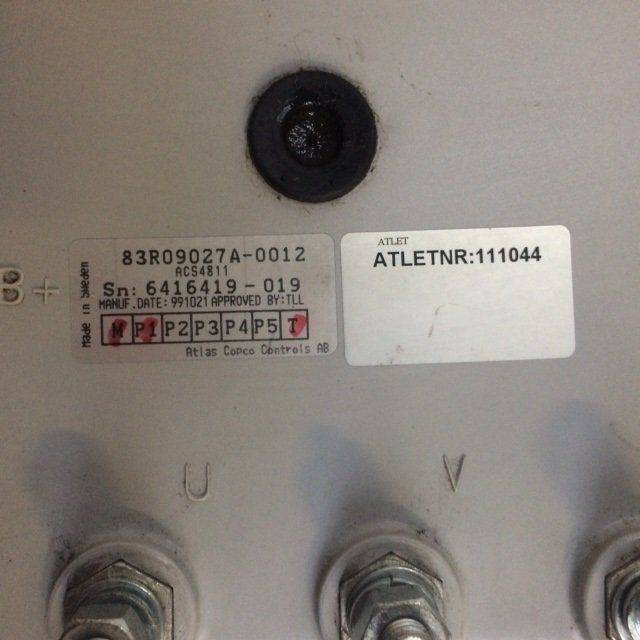 83R09027A-0012
ACS4811
Sn: 6416419 - 019
MANUF.DATE: 991021 APPROVED BY: TLL
M P1 P2 P3 P4 P5 T
Atlas Copco Controls AB
Made in Sweden
ATLET
ATLETNR:111044
B+
U
V